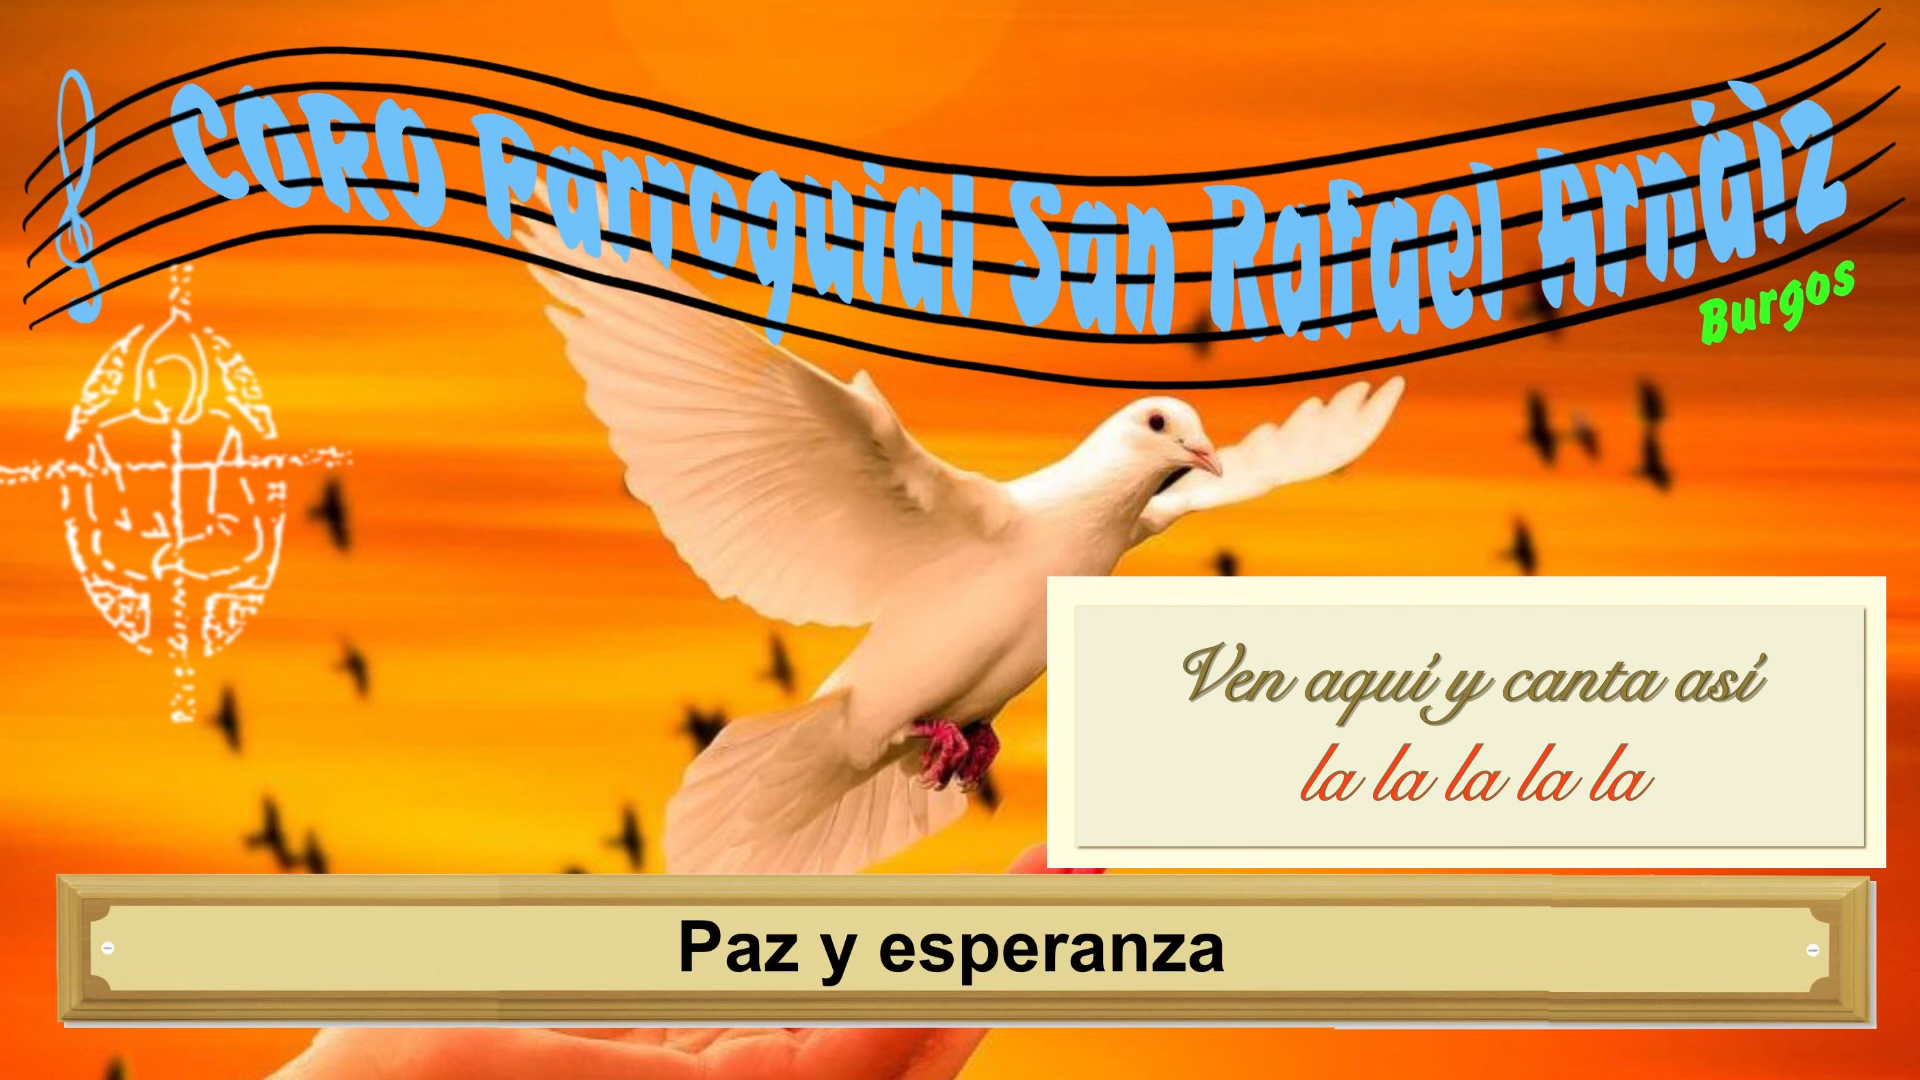 CORO Parroquial San Rafael Arnáiz
Burgos
Ven aquí y canta así
la la la la la
Paz y esperanza